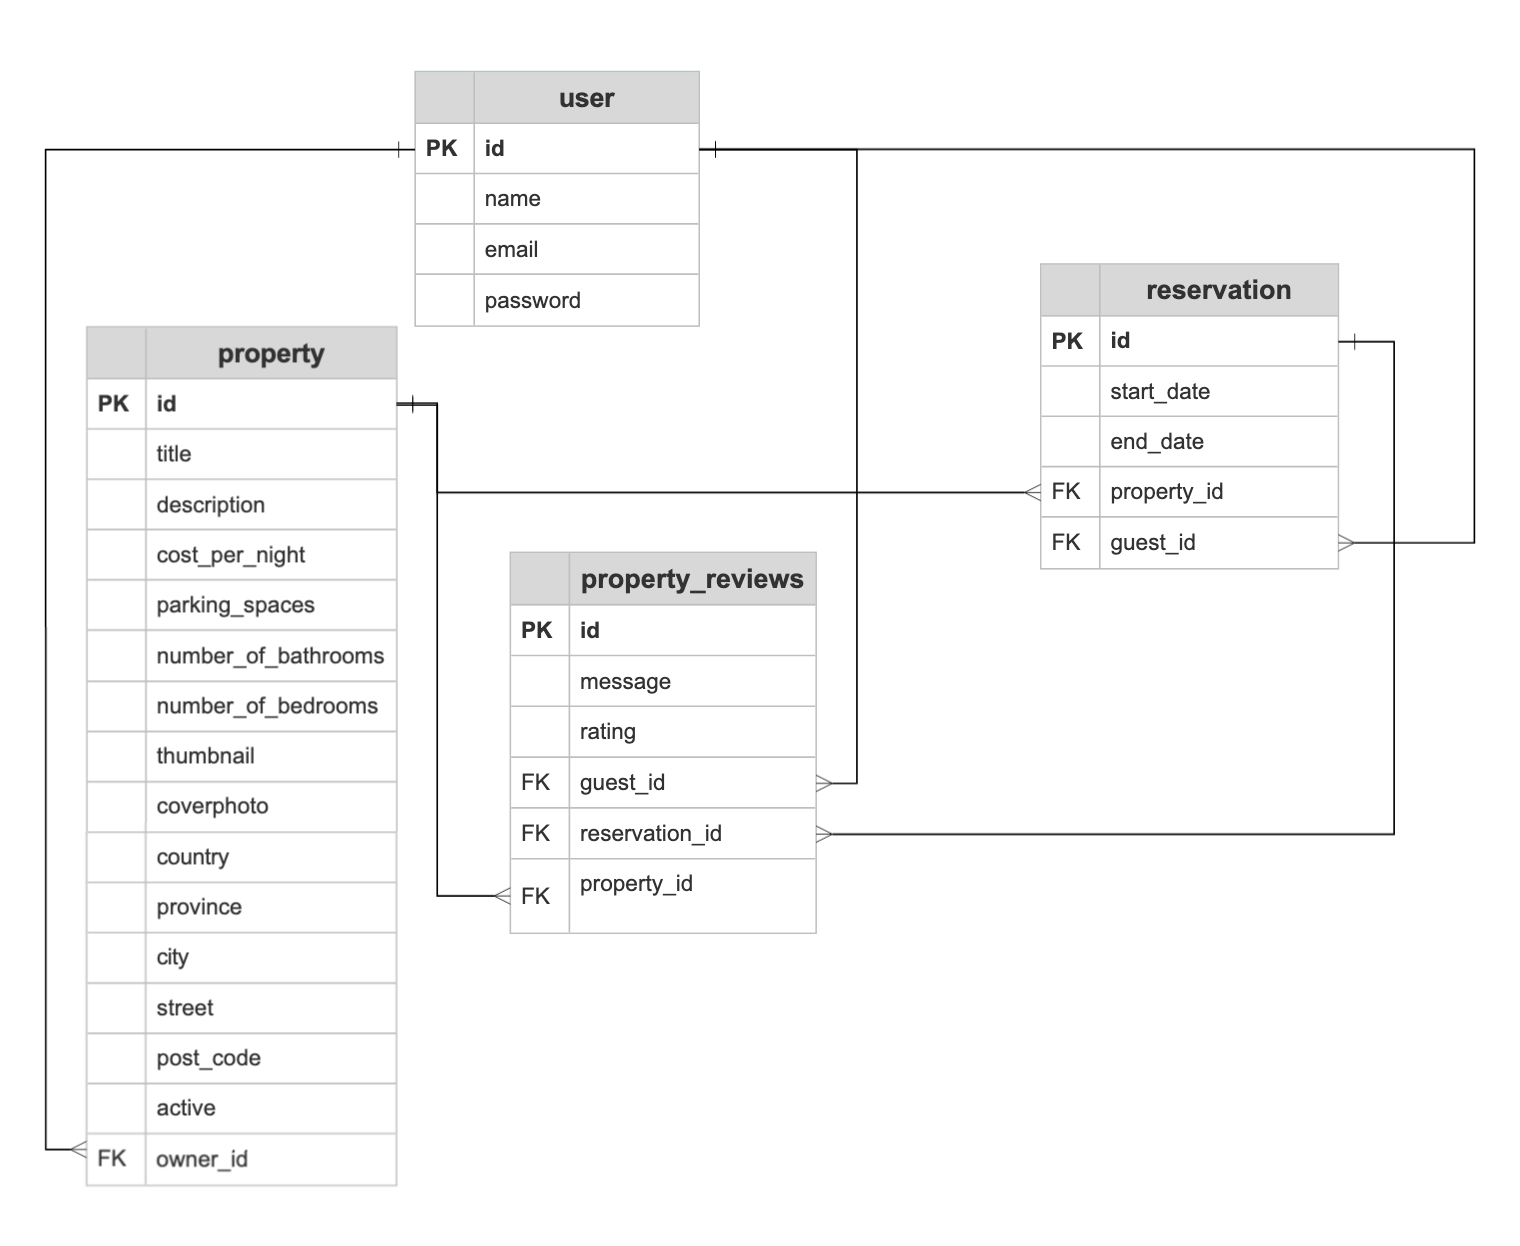 user
PK id
name
email
password
property
PK id
title
description
cost_per_night
parking_spaces
number_of_bathrooms
number_of_bedrooms
thumbnail
coverphoto
country
province
city
street
post_code
active
FK owner_id
property_reviews
PK id
message
rating
FK guest_id
FK reservation_id
FK property_id
reservation
PK id
start_date
end_date
FK property_id
FK guest_id